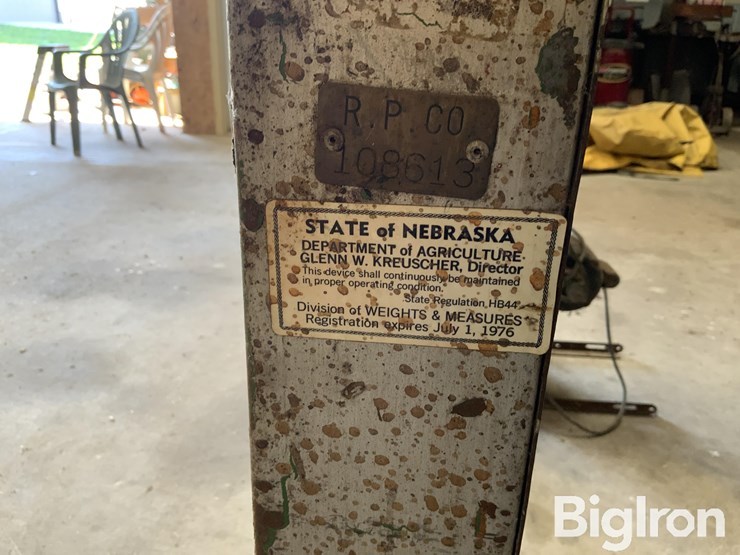 R.P. CO
108613
STATE of NEBRASKA
DEPARTMENT of AGRICULTURE
GLENN W. KREUSCHER, Director
This device shall continuously be maintained
in proper operating condition.
State Regulation HB44
Division of WEIGHTS & MEASURES
Registration expires July 1, 1976
BigIron